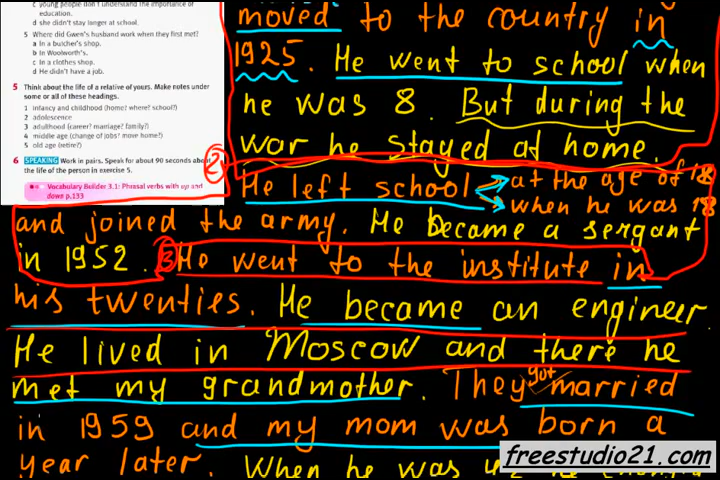 c young people don't understand the importance of
education.
d she didn't stay longer at school.
5 Where did Gwen's husband work when they first met?
a In a butcher's shop.
b In Woolworth's.
c In a clothes shop.
d He didn't have a job.
5 Think about the life of a relative of yours. Make notes under
some or all of these headings.
1 infancy and childhood (home? where? school?)
2 adolescence
3 adulthood (career? marriage? family?)
4 middle age (change of jobs? move home?)
5 old age (retire?)
6 SPEAKING Work in pairs. Speak for about 90 seconds about
the life of the person in exercise 5.
Vocabulary Builder 3.1: Phrasal verbs with up and
down p.133
moved to the country in
1925. He went to school when
he was 8. But during the
war he stayed at home.
2 He left school at the age of 18
when he was 18
and joined the army. He became a sergant
in 1952. 3 He went to the institute in
his twenties. He became an engineer.
He lived in Moscow and there he
met my grandmother. They got married
in 1959 and my mom was born a
year later. When he was 42 he
freestudio21.com